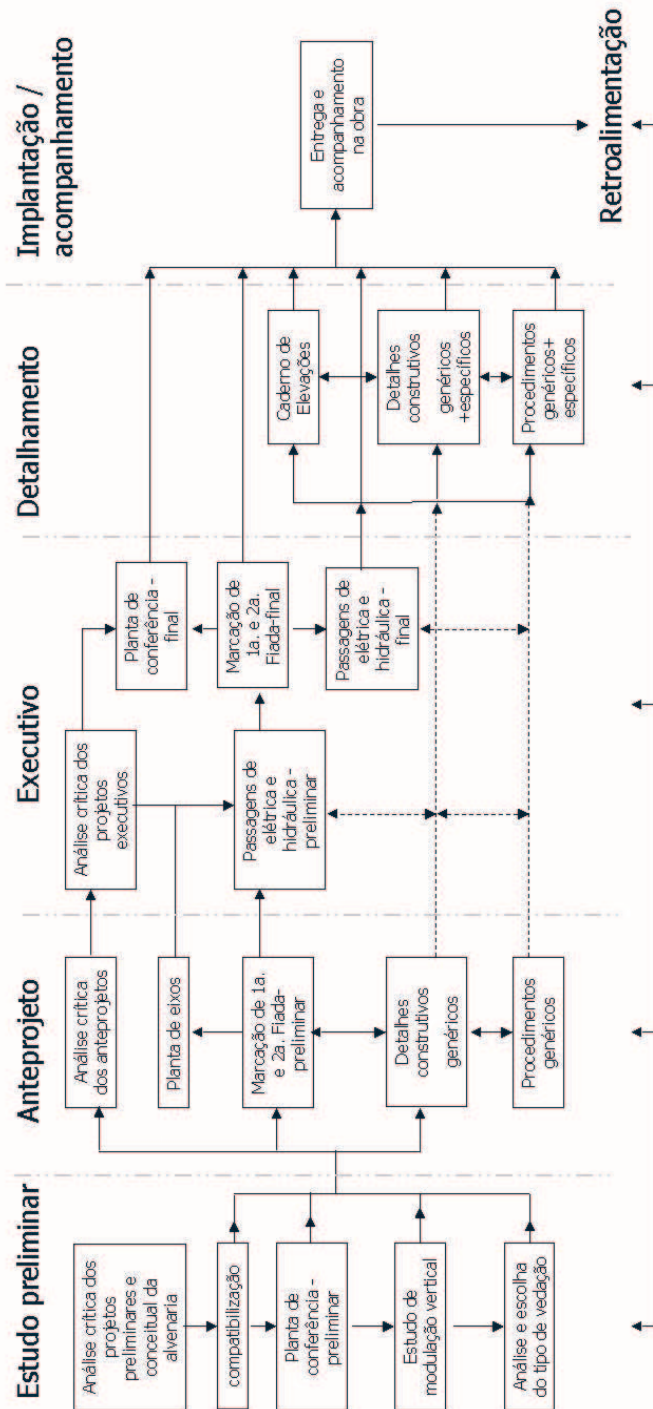 Estudo preliminar
Análise crítica dos
projetos
preliminares e
conceitual da
alvenaria
compatibilização
Planta de
conferência –
preliminar
Estudo de
modulação vertical
Análise e escolha
do tipo de vedação
Anteprojeto
Análise crítica
dos anteprojetos
Planta de eixos
Marcação de 1a.
e 2a. Fiada-
preliminar
Detalhes
construtivos
genéricos
Procedimentos
genéricos
Executivo
Análise crítica dos
projetos
executivos
Passagens de
elétrica e
hidráulica –
preliminar
Planta de
conferência –
final
Marcação de
1a. e 2a.
Fiada-final
Passagens de
elétrica e
hidráulica –
final
Detalhamento
Caderno de
Elevações
Detalhes
construtivos
genéricos
+específicos
Procedimentos
genéricos+
específicos
Implantação /
acompanhamento
Entrega e
acompanhamento
na obra
Retroalimentação